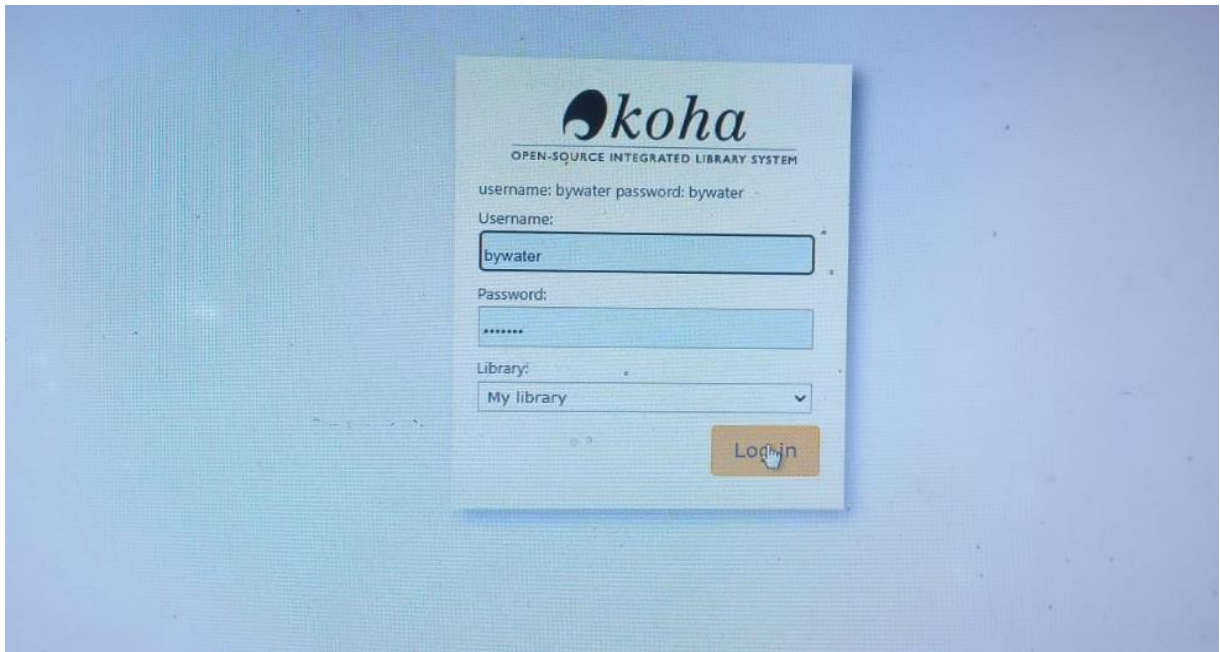 koha
OPEN-SOURCE INTEGRATED LIBRARY SYSTEM
username: bywater password: bywater
Username:
bywater
Password:
•••••••
Library:
My library
Log in